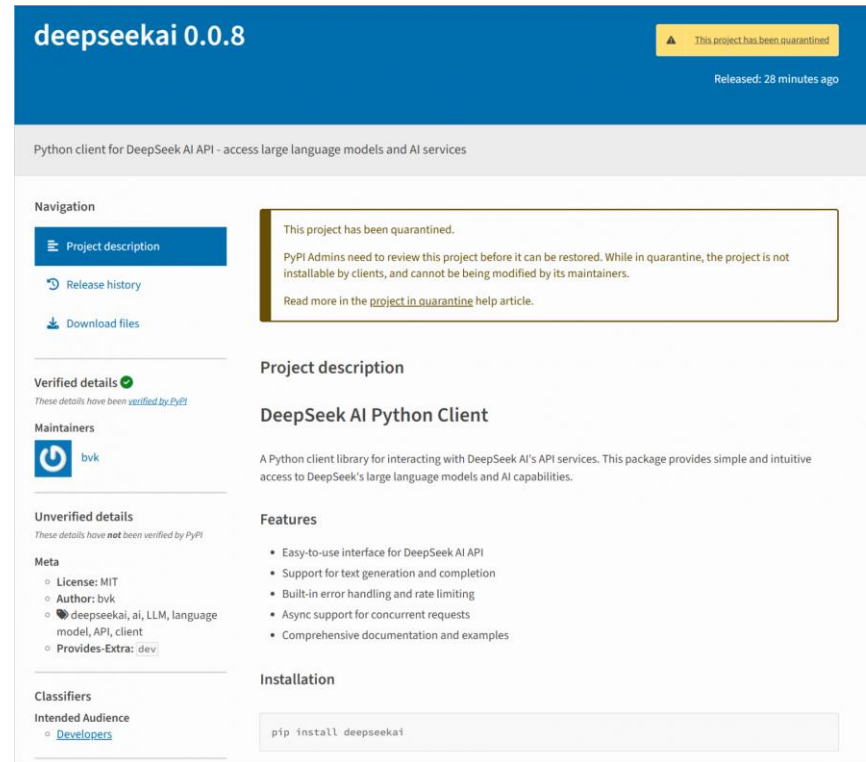 deepseekai 0.0.8
This project has been quarantined
Released: 28 minutes ago
Python client for DeepSeek AI API - access large language models and AI services
Navigation
Project description
Release history
Download files
Verified details
These details have been verified by PyPI
Maintainers
bvk
Unverified details
These details have not been verified by PyPI
Meta
License: MIT
Author: bvk
deepseekai, ai, LLM, language
model, API, client
Provides-Extra: dev
Classifiers
Intended Audience
Developers
This project has been quarantined.
PyPI Admins need to review this project before it can be restored. While in quarantine, the project is not
installable by clients, and cannot be being modified by its maintainers.
Read more in the project in quarantine help article.
Project description
DeepSeek AI Python Client
A Python client library for interacting with DeepSeek AI's API services. This package provides simple and intuitive
access to DeepSeek's large language models and AI capabilities.
Features
Easy-to-use interface for DeepSeek AI API
Support for text generation and completion
Built-in error handling and rate limiting
Async support for concurrent requests
Comprehensive documentation and examples
Installation
pip install deepseekai